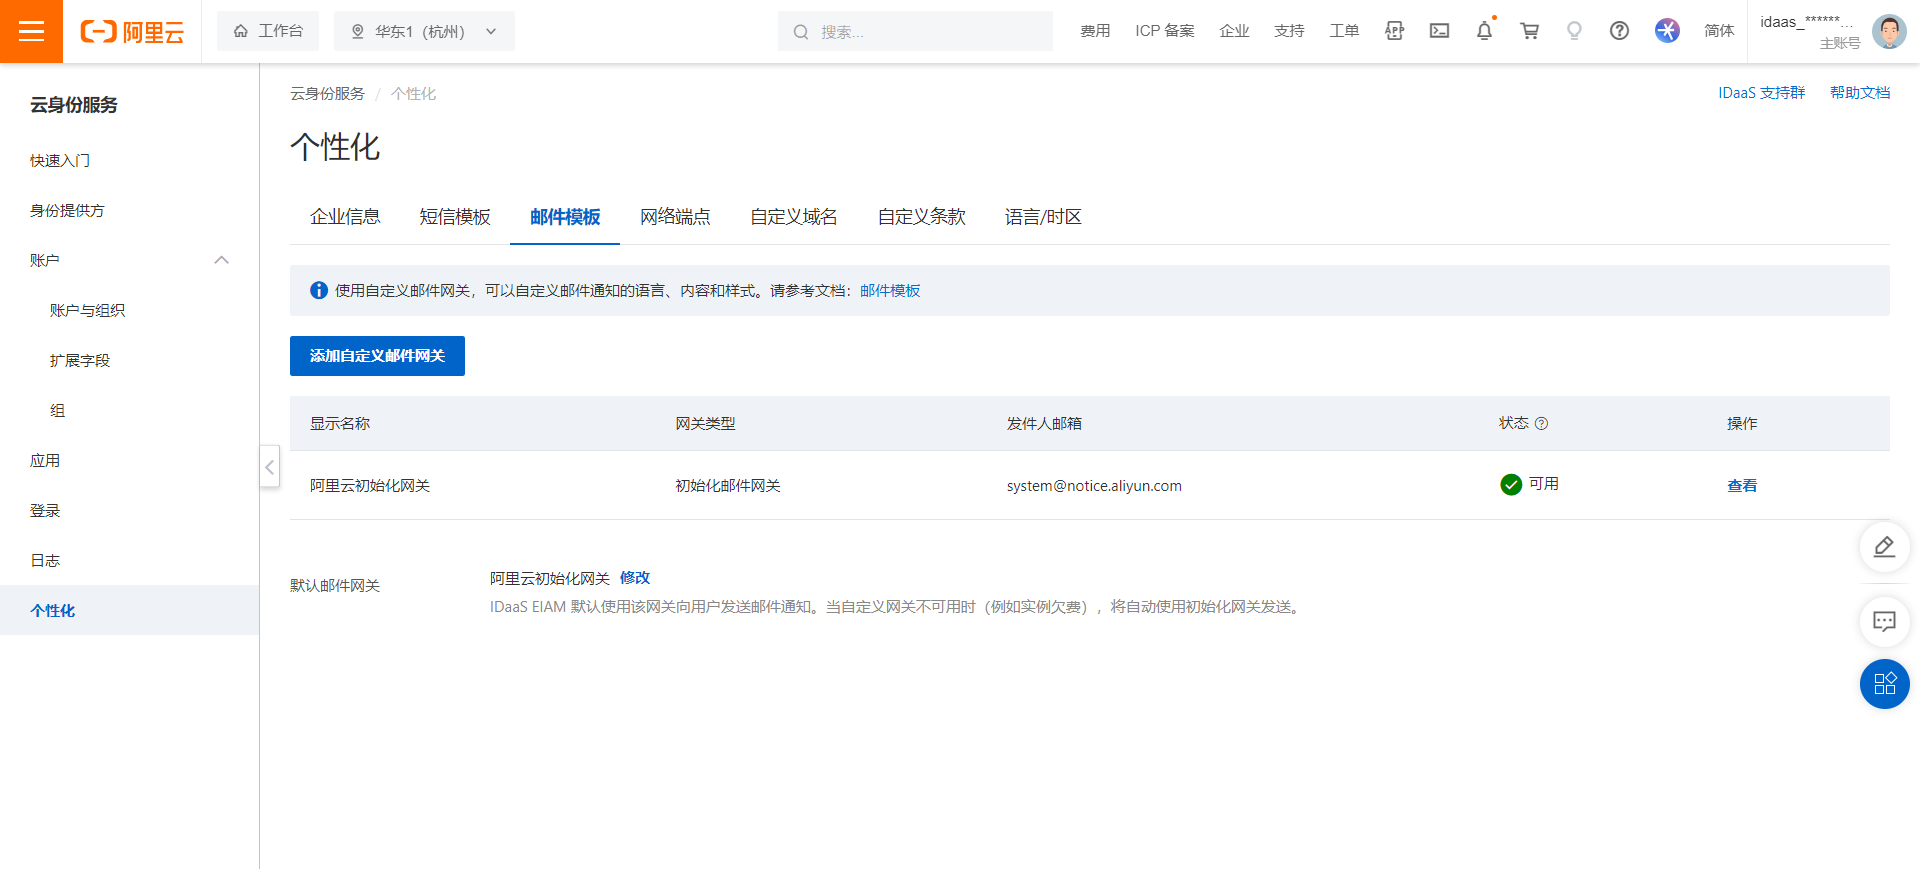 阿里云
工作台
华东1（杭州）
搜索...
费用
ICP 备案
企业
支持
工单
APP
简体
idaas_******...
主账号
云身份服务
快速入门
身份提供方
账户
账户与组织
扩展字段
组
应用
登录
日志
个性化
云身份服务 / 个性化
IDaaS 支持群
帮助文档
个性化
企业信息
短信模板
邮件模板
网络端点
自定义域名
自定义条款
语言/时区
使用自定义邮件网关，可以自定义邮件通知的语言、内容和样式。请参考文档：邮件模板
添加自定义邮件网关
显示名称 网关类型 发件人邮箱 状态 操作
阿里云初始化网关 初始化邮件网关 system@notice.aliyun.com 可用 查看
默认邮件网关
阿里云初始化网关 修改
IDaaS EIAM 默认使用该网关向用户发送邮件通知。当自定义网关不可用时（例如实例欠费），将自动使用初始化网关发送。